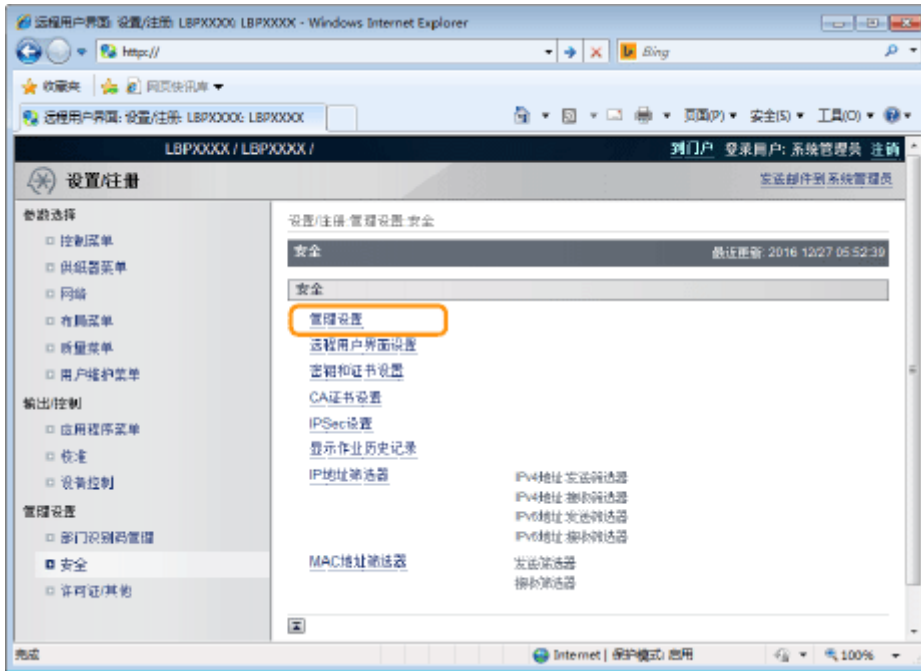 远程用户界面: 设置/注册: LBPXXXX: LBPXXXX - Windows Internet Explorer
http://
Bing
收藏夹 网页快讯库
远程用户界面: 设置/注册: LBPXXXX: LBPXXXX
页面(P) 安全(S) 工具(O)
LBPXXXX / LBPXXXX /
到门户 登录用户: 系统管理员 注销
设置/注册
发送邮件到系统管理员
参数选择
控制菜单
供纸器菜单
网络
布局菜单
质量菜单
用户维护菜单
输出/控制
应用程序菜单
校准
设备控制
管理设置
部门识别码管理
安全
许可证/其他
设置/注册:管理设置:安全
安全
最近更新: 2016 12/27 05:52:39
安全
管理设置
远程用户界面设置
密钥和证书设置
CA证书设置
IPSec设置
显示作业历史记录
IP地址筛选器
IPv4地址:发送筛选器
IPv4地址:接收筛选器
IPv6地址:发送筛选器
IPv6地址:接收筛选器
MAC地址筛选器
发送筛选器
接收筛选器
完成
Internet | 保护模式: 启用
100%